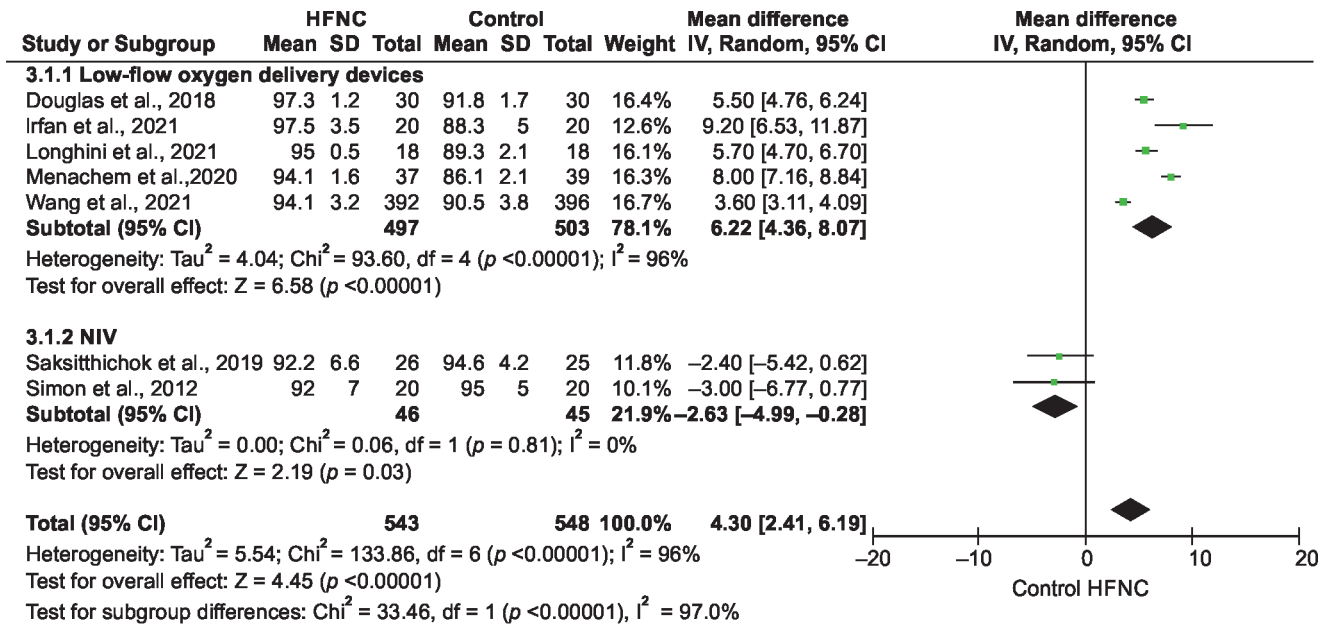 HFNC Control Mean difference Mean difference
Study or Subgroup Mean SD Total Mean SD Total Weight IV, Random, 95% CI IV, Random, 95% CI
3.1.1 Low-flow oxygen delivery devices
Douglas et al., 2018 97.3 1.2 30 91.8 1.7 30 16.4% 5.50 [4.76, 6.24]
Irfan et al., 2021 97.5 3.5 20 88.3 5 20 12.6% 9.20 [6.53, 11.87]
Longhini et al., 2021 95 0.5 18 89.3 2.1 18 16.1% 5.70 [4.70, 6.70]
Menachem et al.,2020 94.1 1.6 37 86.1 2.1 39 16.3% 8.00 [7.16, 8.84]
Wang et al., 2021 94.1 3.2 392 90.5 3.8 396 16.7% 3.60 [3.11, 4.09]
Subtotal (95% CI) 497 503 78.1% 6.22 [4.36, 8.07]
Heterogeneity: Tau² = 4.04; Chi² = 93.60, df = 4 (p <0.00001); I² = 96%
Test for overall effect: Z = 6.58 (p <0.00001)
3.1.2 NIV
Saksitthichok et al., 2019 92.2 6.6 26 94.6 4.2 25 11.8% –2.40 [–5.42, 0.62]
Simon et al., 2012 92 7 20 95 5 20 10.1% –3.00 [–6.77, 0.77]
Subtotal (95% CI) 46 45 21.9% –2.63 [–4.99, –0.28]
Heterogeneity: Tau² = 0.00; Chi² = 0.06, df = 1 (p = 0.81); I² = 0%
Test for overall effect: Z = 2.19 (p = 0.03)
Total (95% CI) 543 548 100.0% 4.30 [2.41, 6.19]
Heterogeneity: Tau² = 5.54; Chi² = 133.86, df = 6 (p <0.00001); I² = 96%
–20 –10 0 10 20
Test for overall effect: Z = 4.45 (p <0.00001)
Control HFNC
Test for subgroup differences: Chi² = 33.46, df = 1 (p <0.00001), I² = 97.0%